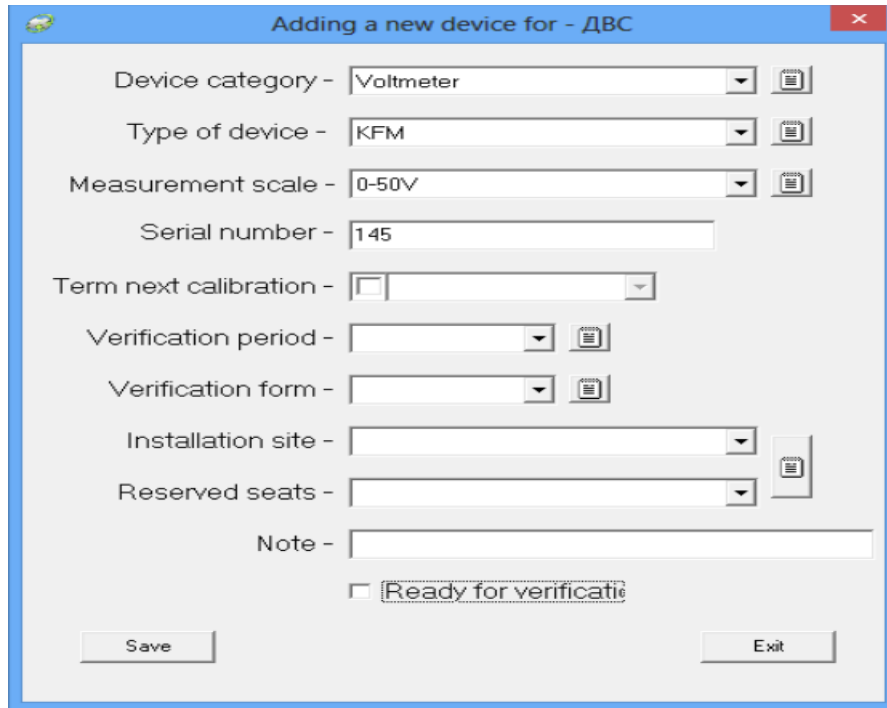 Adding a new device for - ДВС
Device category - Voltmeter
Type of device - KFM
Measurement scale - 0-50V
Serial number - 145
Term next calibration -
Verification period -
Verification form -
Installation site -
Reserved seats -
Note -
Ready for verificatio
Save Exit